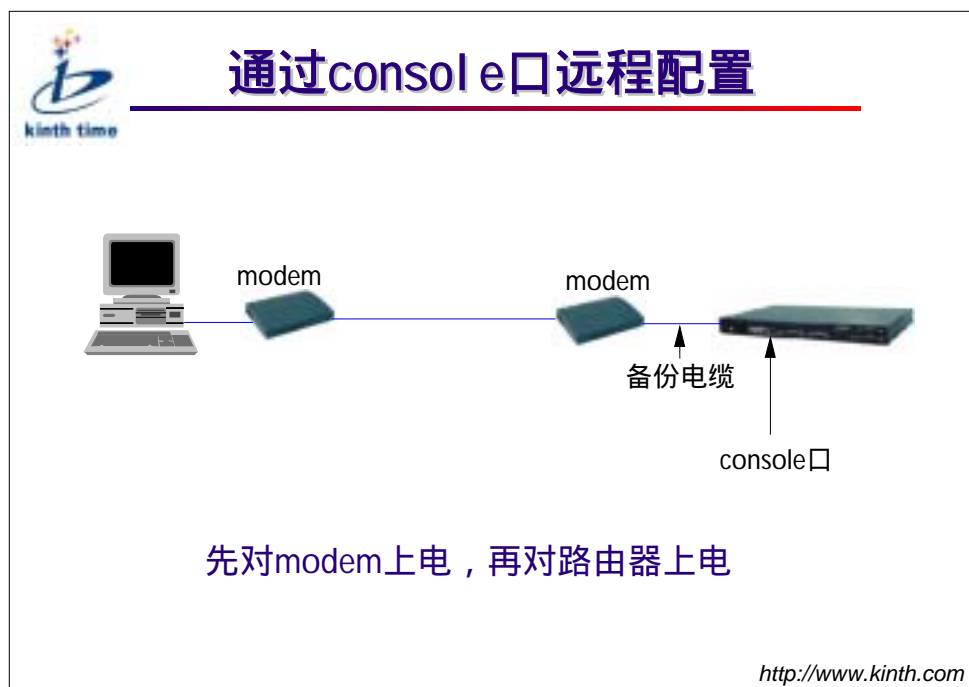 通过console口远程配置
kinth time
modem
modem
备份电缆
console口
先对modem上电，再对路由器上电
http://www.kinth.com